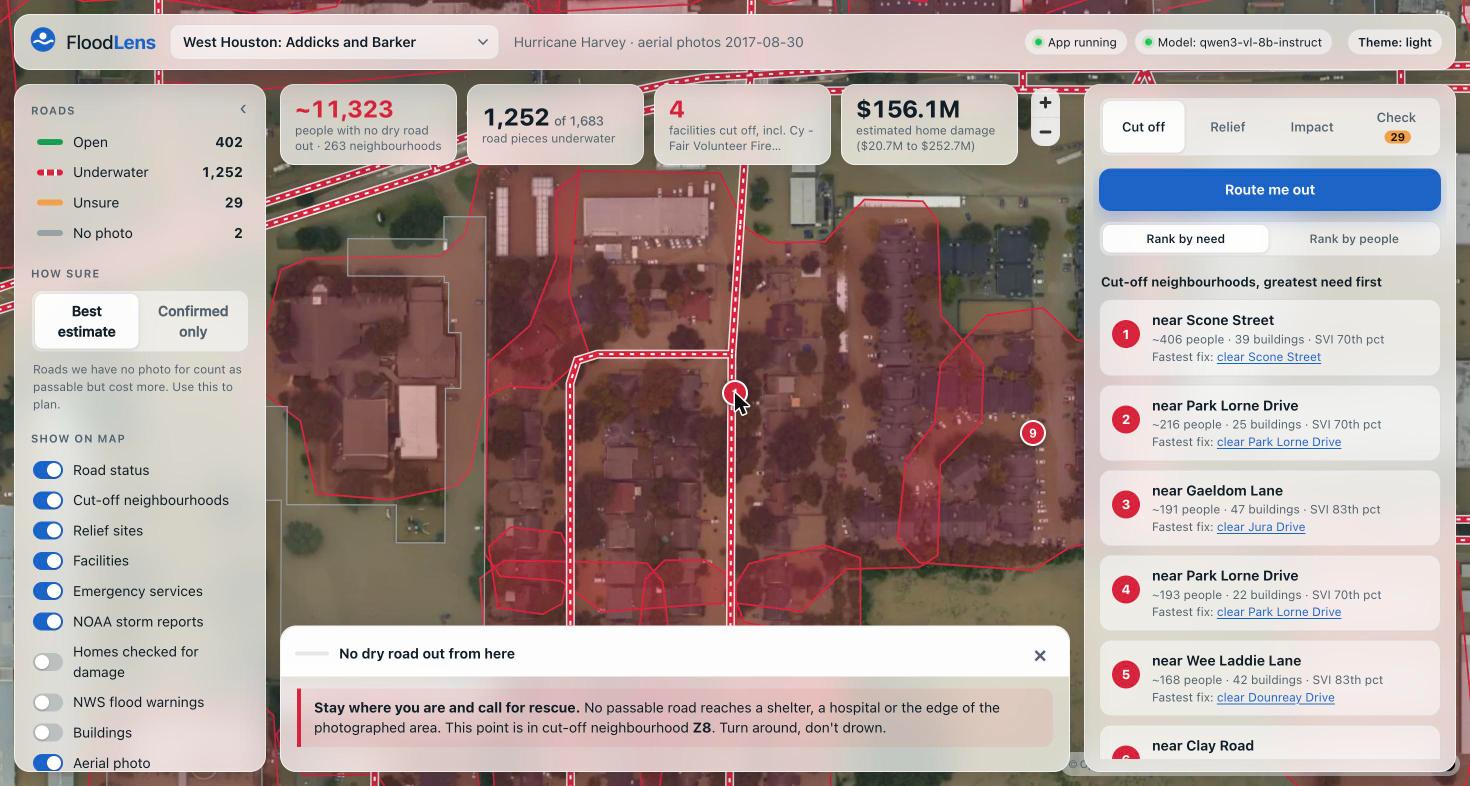 FloodLens
West Houston: Addicks and Barker
Hurricane Harvey · aerial photos 2017-08-30
App running
Model: qwen3-vl-8b-instruct
Theme: light
ROADS
Open 402
Underwater 1,252
Unsure 29
No photo 2
HOW SURE
Best estimate
Confirmed only
Roads we have no photo for count as
passable but cost more. Use this to
plan.
SHOW ON MAP
Road status
Cut-off neighbourhoods
Relief sites
Facilities
Emergency services
NOAA storm reports
Homes checked for
damage
NWS flood warnings
Buildings
Aerial photo
~11,323
people with no dry road
out · 263 neighbourhoods
1,252 of 1,683
road pieces underwater
4
facilities cut off, incl. Cy -
Fair Volunteer Fire...
$156.1M
estimated home damage
($20.7M to $252.7M)
+
−
9
No dry road out from here
Stay where you are and call for rescue. No passable road reaches a shelter, a hospital or the edge of the
photographed area. This point is in cut-off neighbourhood Z8. Turn around, don't drown.
Cut off
Relief
Impact
Check
29
Route me out
Rank by need
Rank by people
Cut-off neighbourhoods, greatest need first
1
near Scone Street
~406 people · 39 buildings · SVI 70th pct
Fastest fix: clear Scone Street
2
near Park Lorne Drive
~216 people · 25 buildings · SVI 70th pct
Fastest fix: clear Park Lorne Drive
3
near Gaeldom Lane
~191 people · 47 buildings · SVI 83th pct
Fastest fix: clear Jura Drive
4
near Park Lorne Drive
~193 people · 22 buildings · SVI 70th pct
Fastest fix: clear Park Lorne Drive
5
near Wee Laddie Lane
~168 people · 42 buildings · SVI 83th pct
Fastest fix: clear Dounreay Drive
near Clay Road